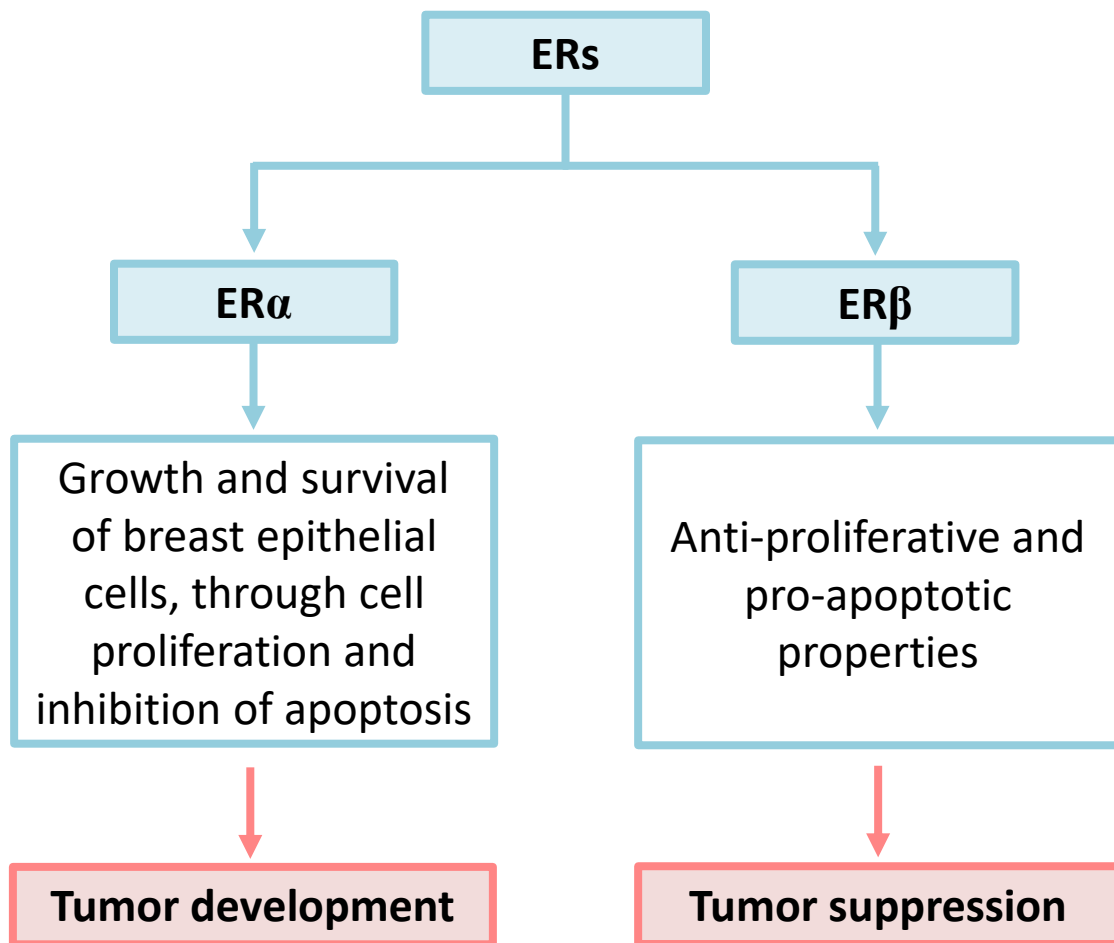 ERs
ERα
ERβ
Growth and survival
of breast epithelial
cells, through cell
proliferation and
inhibition of apoptosis
Anti-proliferative and
pro-apoptotic
properties
Tumor development
Tumor suppression